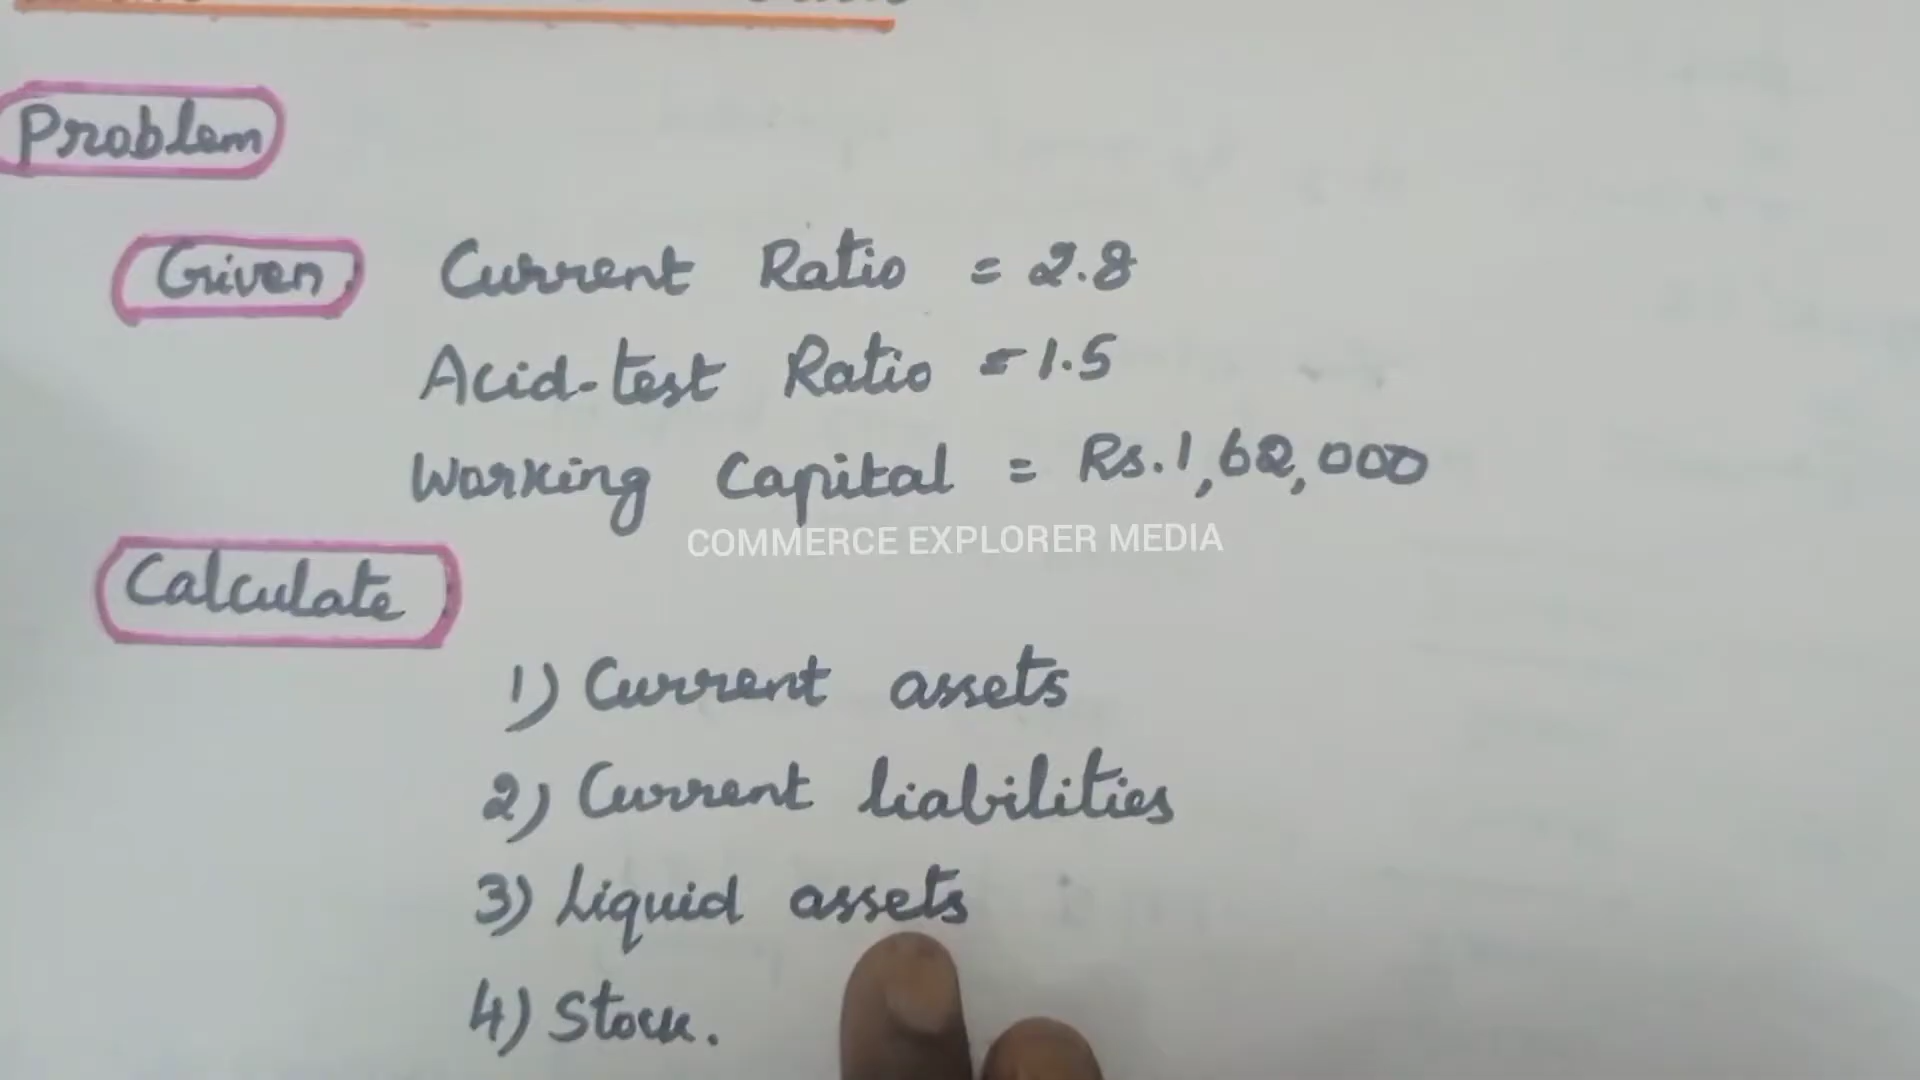 Problem
Given Current Ratio = 2.8
Acid-test Ratio = 1.5
Working Capital = Rs.1,62,000
COMMERCE EXPLORER MEDIA
Calculate
1) Current assets
2) Current liabilities
3) Liquid assets
4) Stock.